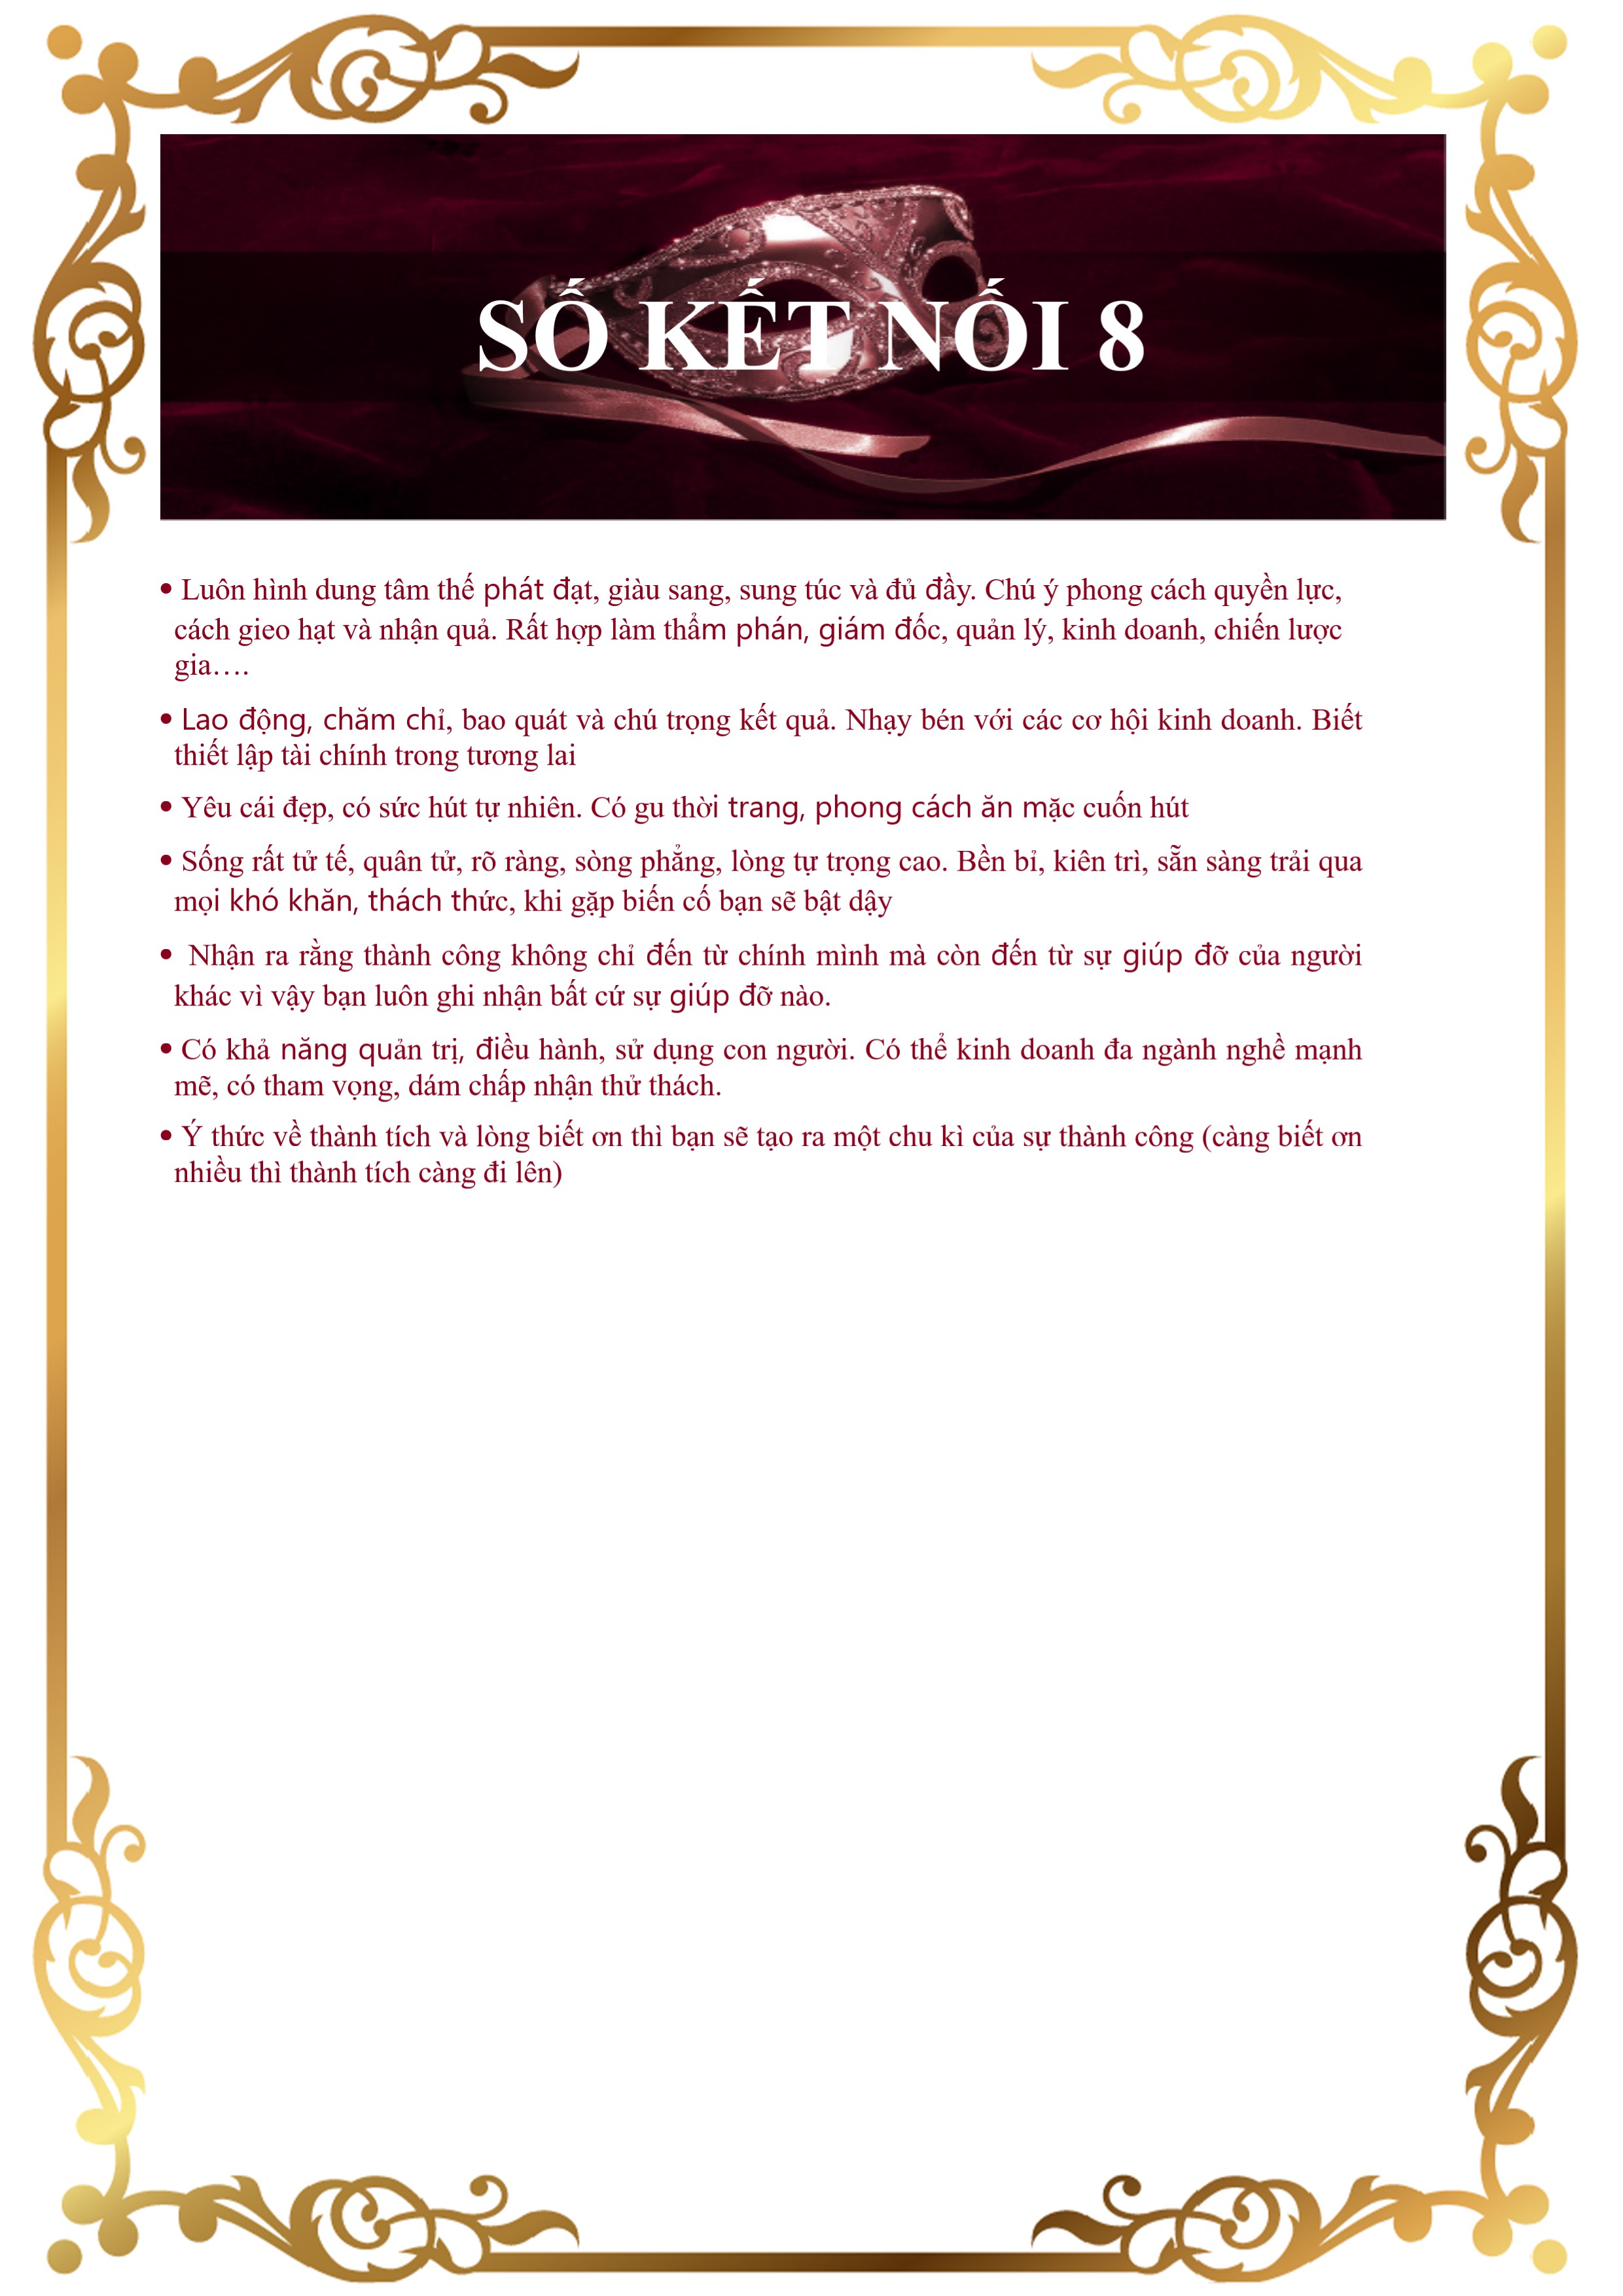 SỐ KẾT NỐI 8
• Luôn hình dung tâm thế phát đạt, giàu sang, sung túc và đủ đầy. Chú ý phong cách quyền lực,
cách gieo hạt và nhận quả. Rất hợp làm thẩm phán, giám đốc, quản lý, kinh doanh, chiến lược
gia….
• Lao động, chăm chỉ, bao quát và chú trọng kết quả. Nhạy bén với các cơ hội kinh doanh. Biết
thiết lập tài chính trong tương lai
• Yêu cái đẹp, có sức hút tự nhiên. Có gu thời trang, phong cách ăn mặc cuốn hút
• Sống rất tử tế, quân tử, rõ ràng, sòng phẳng, lòng tự trọng cao. Bền bỉ, kiên trì, sẵn sàng trải qua
mọi khó khăn, thách thức, khi gặp biến cố bạn sẽ bật dậy
• Nhận ra rằng thành công không chỉ đến từ chính mình mà còn đến từ sự giúp đỡ của người
khác vì vậy bạn luôn ghi nhận bất cứ sự giúp đỡ nào.
• Có khả năng quản trị, điều hành, sử dụng con người. Có thể kinh doanh đa ngành nghề mạnh
mẽ, có tham vọng, dám chấp nhận thử thách.
• Ý thức về thành tích và lòng biết ơn thì bạn sẽ tạo ra một chu kì của sự thành công (càng biết ơn
nhiều thì thành tích càng đi lên)